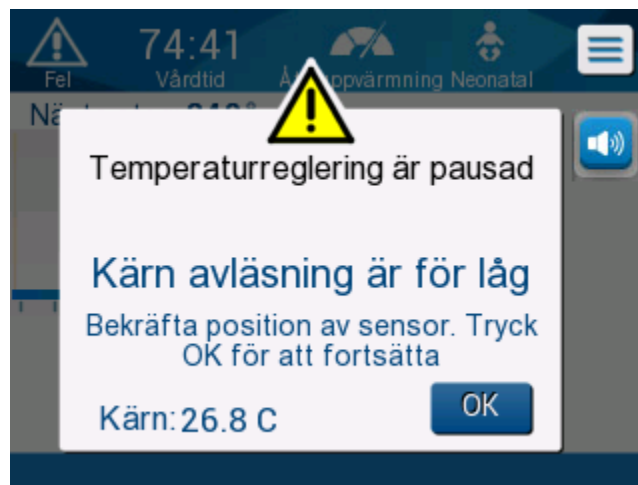 74:41
Fel
Vårdtid
Neonatal
Temperaturreglering är pausad
Kärn avläsning är för låg
Bekräfta position av sensor. Tryck
OK för att fortsätta
Kärn: 26.8 C
OK